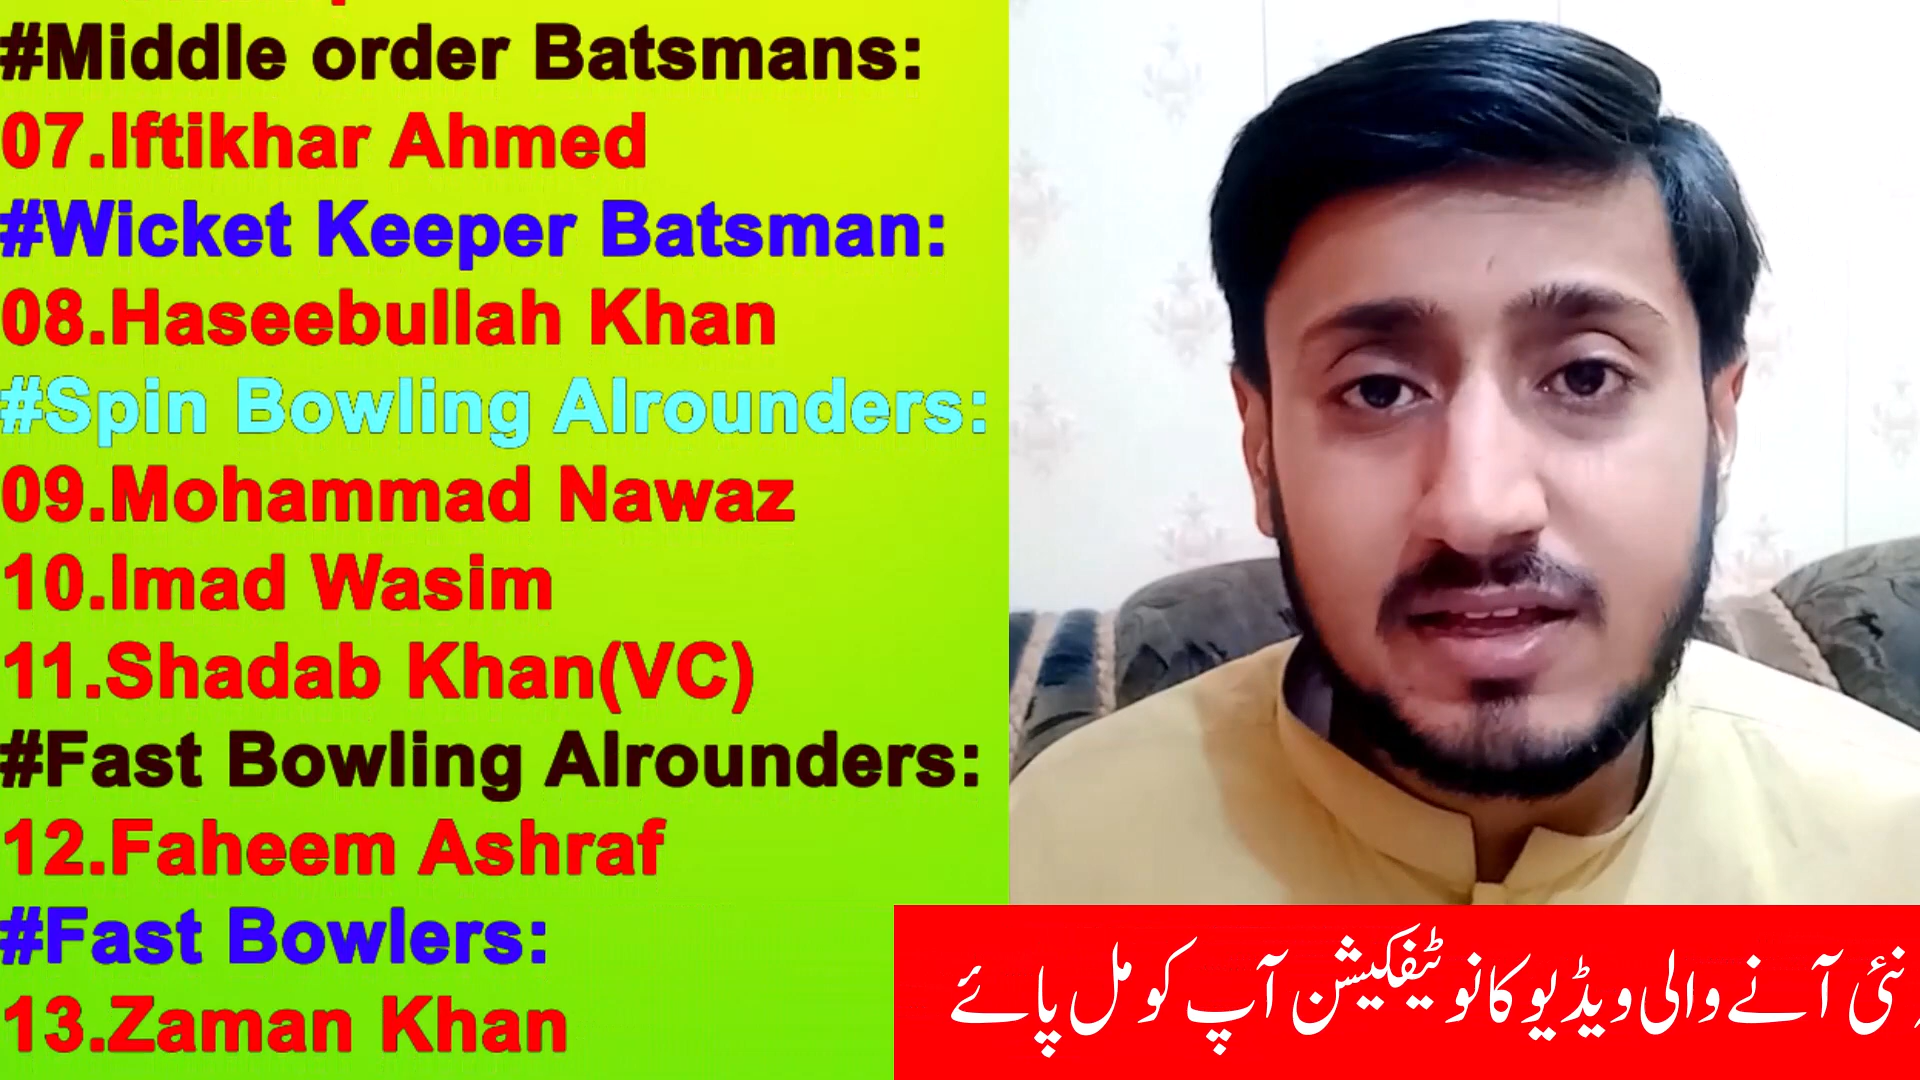 #Middle order Batsmans:
07.Iftikhar Ahmed
#Wicket Keeper Batsman:
08.Haseebullah Khan
#Spin Bowling Alrounders:
09.Mohammad Nawaz
10.Imad Wasim
11.Shadab Khan(VC)
#Fast Bowling Alrounders:
12.Faheem Ashraf
#Fast Bowlers:
13.Zaman Khan
نئی آنے والی ویڈیو کا نوٹیفکیشن آپ کو مل پائے